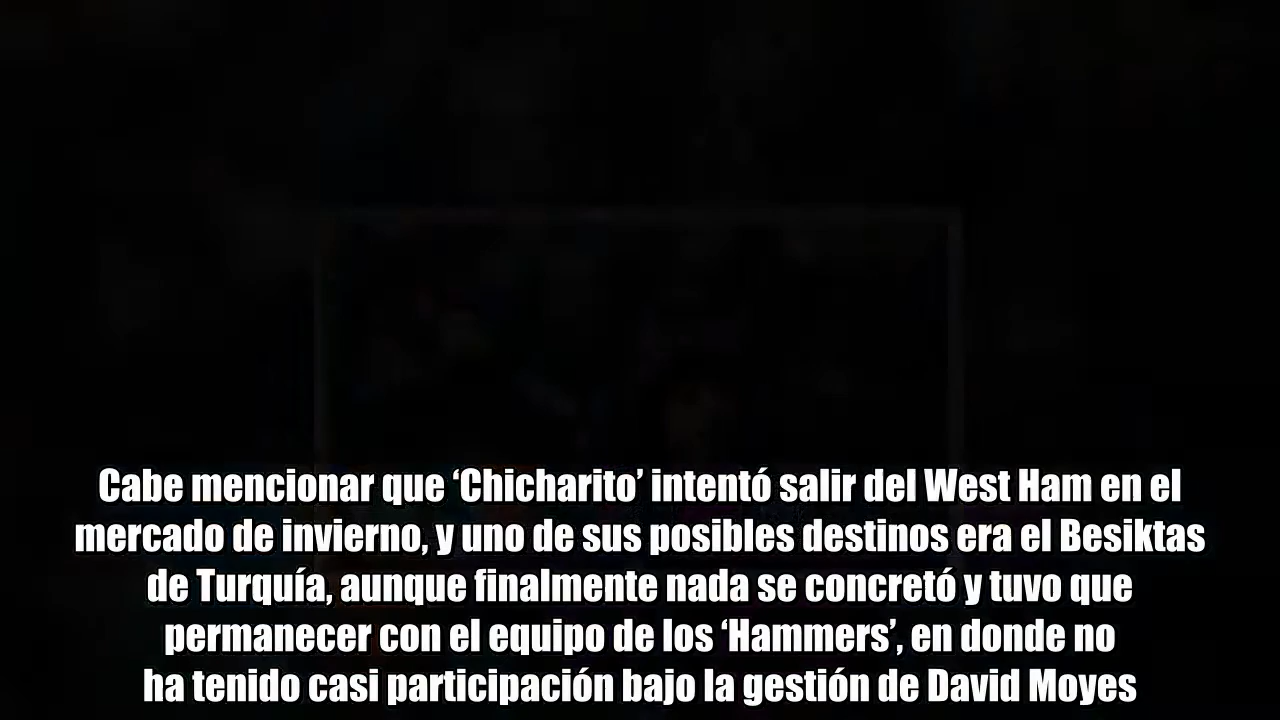 Cabe mencionar que ‘Chicharito’ intentó salir del West Ham en el
mercado de invierno, y uno de sus posibles destinos era el Besiktas
de Turquía, aunque finalmente nada se concretó y tuvo que
permanecer con el equipo de los ‘Hammers’, en donde no
ha tenido casi participación bajo la gestión de David Moyes